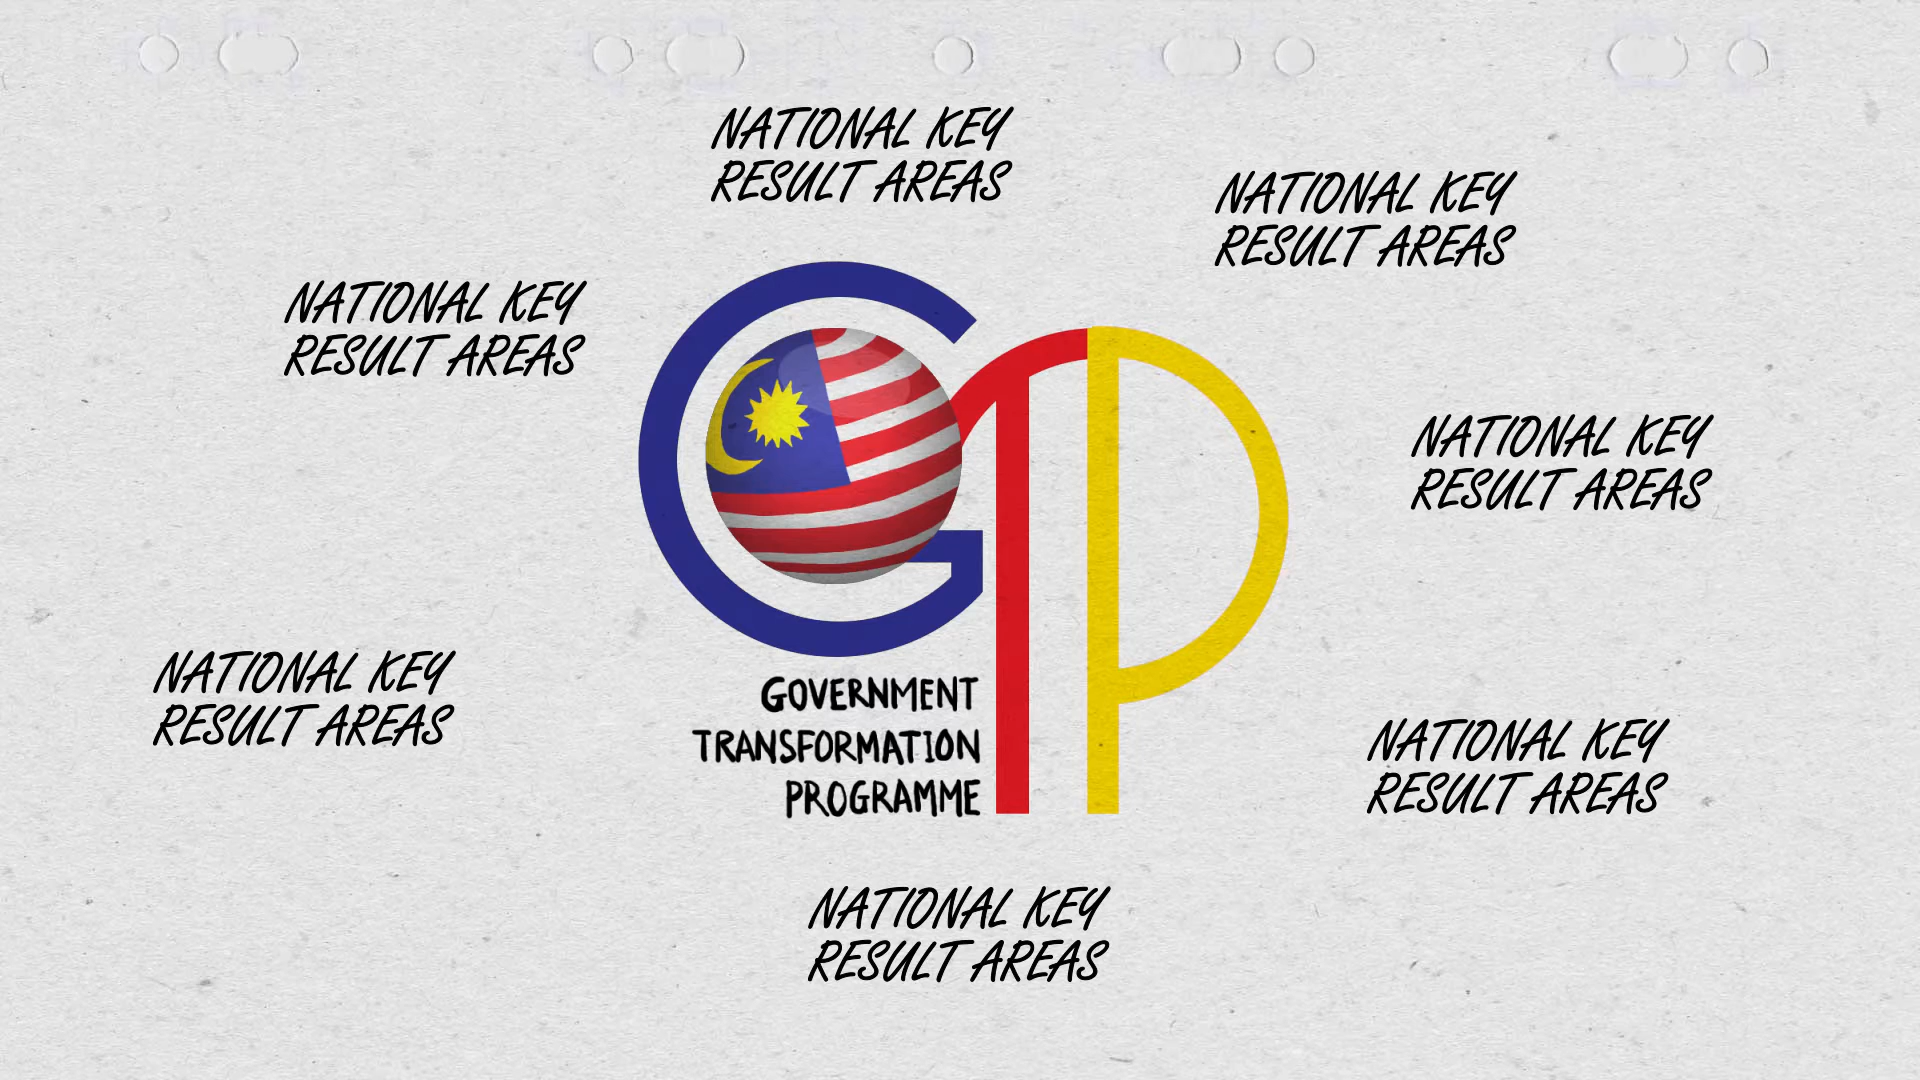 NATIONAL KEY
RESULT AREAS
NATIONAL KEY
RESULT AREAS
NATIONAL KEY
RESULT AREAS
NATIONAL KEY
RESULT AREAS
GTP
NATIONAL KEY
RESULT AREAS
GOVERNMENT
TRANSFORMATION
PROGRAMME
NATIONAL KEY
RESULT AREAS
NATIONAL KEY
RESULT AREAS